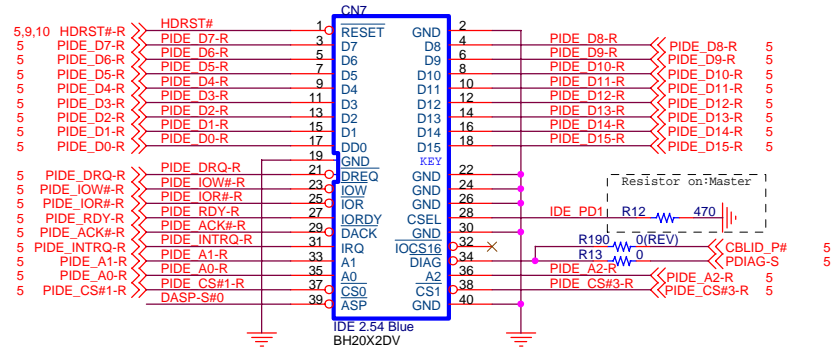 CN7
5,9,10 HDRST#-R HDRST# 1 RESET GND 2
5 PIDE_D7-R PIDE_D7-R 3 D7 D8 4 PIDE_D8-R PIDE_D8-R 5
5 PIDE_D6-R PIDE_D6-R 5 D6 D9 6 PIDE_D9-R PIDE_D9-R 5
5 PIDE_D5-R PIDE_D5-R 7 D5 D10 8 PIDE_D10-R PIDE_D10-R 5
5 PIDE_D4-R PIDE_D4-R 9 D4 D11 10 PIDE_D11-R PIDE_D11-R 5
5 PIDE_D3-R PIDE_D3-R 11 D3 D12 12 PIDE_D12-R PIDE_D12-R 5
5 PIDE_D2-R PIDE_D2-R 13 D2 D13 14 PIDE_D13-R PIDE_D13-R 5
5 PIDE_D1-R PIDE_D1-R 15 D1 D14 16 PIDE_D14-R PIDE_D14-R 5
5 PIDE_D0-R PIDE_D0-R 17 DD0 D15 18 PIDE_D15-R PIDE_D15-R 5
19 GND KEY
5 PIDE_DRQ-R PIDE_DRQ-R 21 DREQ GND 22
Resistor on:Master
5 PIDE_IOW#-R PIDE_IOW#-R 23 IOW GND 24
5 PIDE_IOR#-R PIDE_IOR#-R 25 IOR GND 26
5 PIDE_RDY-R PIDE_RDY-R 27 IORDY CSEL 28 IDE_PD1 R12 470
5 PIDE_ACK#-R PIDE_ACK#-R 29 DACK GND 30
5 PIDE_INTRQ-R PIDE_INTRQ-R 31 IRQ IOCS16 32
R190 0(REV) CBLID_P# 5
5 PIDE_A1-R PIDE_A1-R 33 A1 DIAG 34 R13 0 PDIAG-S 5
5 PIDE_A0-R PIDE_A0-R 35 A0 A2 36 PIDE_A2-R PIDE_A2-R 5
5 PIDE_CS#1-R PIDE_CS#1-R 37 CS0 CS1 38 PIDE_CS#3-R PIDE_CS#3-R 5
DASP-S#0 39 ASP GND 40
IDE 2.54 Blue
BH20X2DV